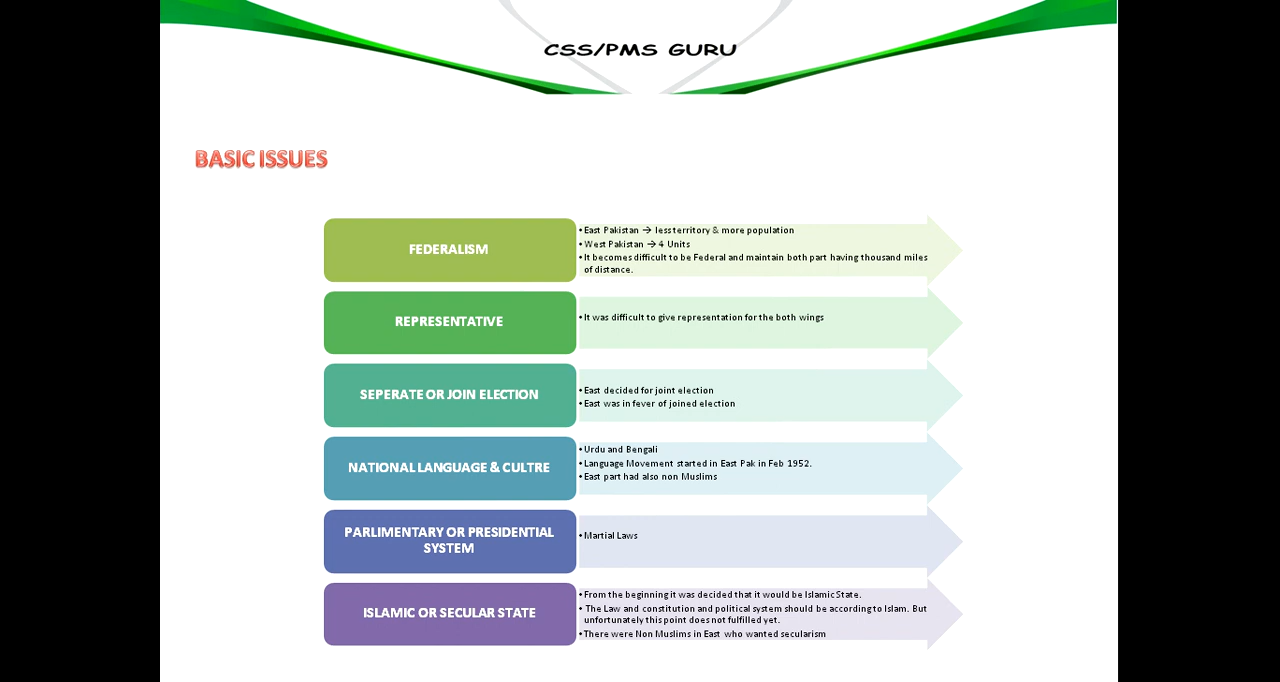 CSS/PMS GURU
BASIC ISSUES
FEDERALISM
•East Pakistan → less territory & more population
•West Pakistan → 4 Units
•It becomes difficult to be Federal and maintain both part having thousand miles
of distance.
REPRESENTATIVE
•It was difficult to give representation for the both wings
SEPERATE OR JOIN ELECTION
•East decided for joint election
•East was in fever of joined election
NATIONAL LANGUAGE & CULTRE
•Urdu and Bengali
•Language Movement started in East Pak in Feb 1952.
•East part had also non Muslims
PARLIMENTARY OR PRESIDENTIAL
SYSTEM
•Martial Laws
ISLAMIC OR SECULAR STATE
•From the beginning it was decided that it would be Islamic State.
• The Law and constitution and political system should be according to Islam. But
unfortunately this point does not fulfilled yet.
•There were Non Muslims in East who wanted secularism